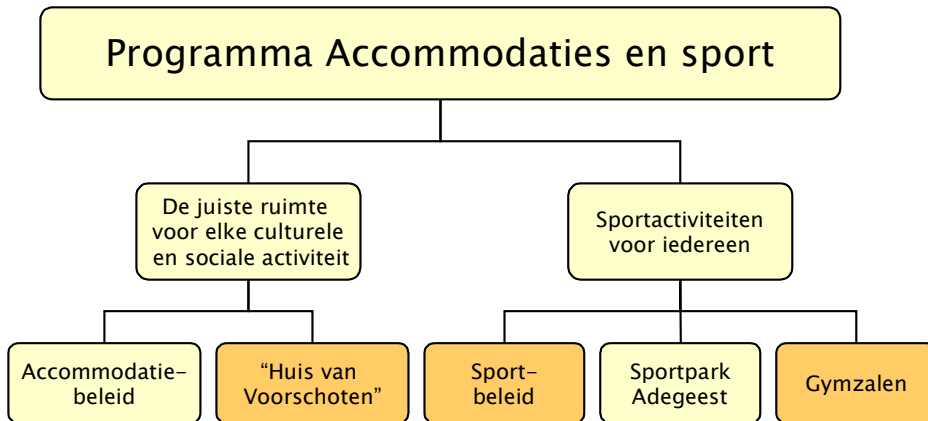 Programma Accommodaties en sport
De juiste ruimte
voor elke culturele
en sociale activiteit
Sportactiviteiten
voor iedereen
Accommodatie-
beleid
“Huis van
Voorschoten”
Sport-
beleid
Sportpark
Adegeest
Gymzalen